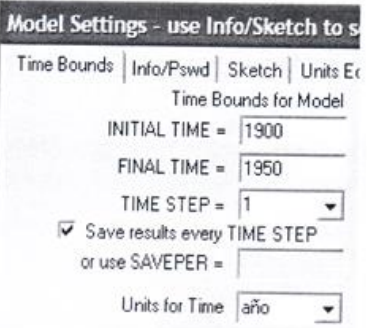 Model Settings - use Info/Sketch to s
Time Bounds Info/Pswd Sketch Units E
Time Bounds for Model
INITIAL TIME = 1900
FINAL TIME = 1950
TIME STEP = 1
Save results every TIME STEP
or use SAVEPER =
Units for Time año